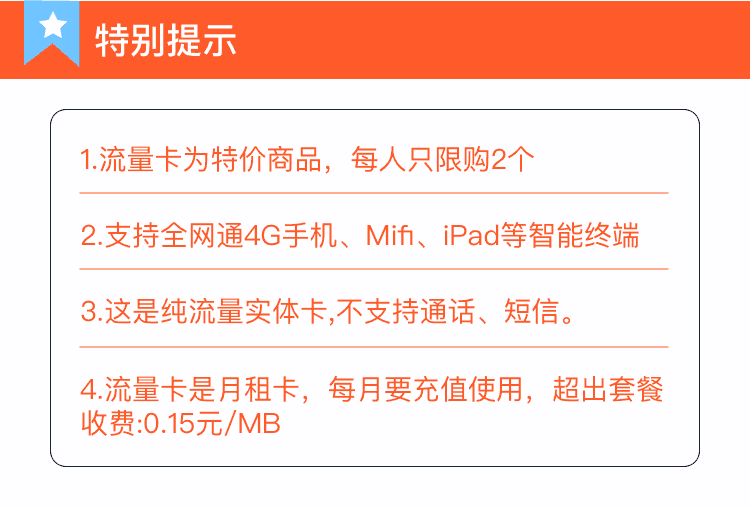 特别提示
1.流量卡为特价商品，每人只限购2个
2.支持全网通4G手机、Mifi、iPad等智能终端
3.这是纯流量实体卡,不支持通话、短信。
4.流量卡是月租卡，每月要充值使用，超出套餐
收费:0.15元/MB